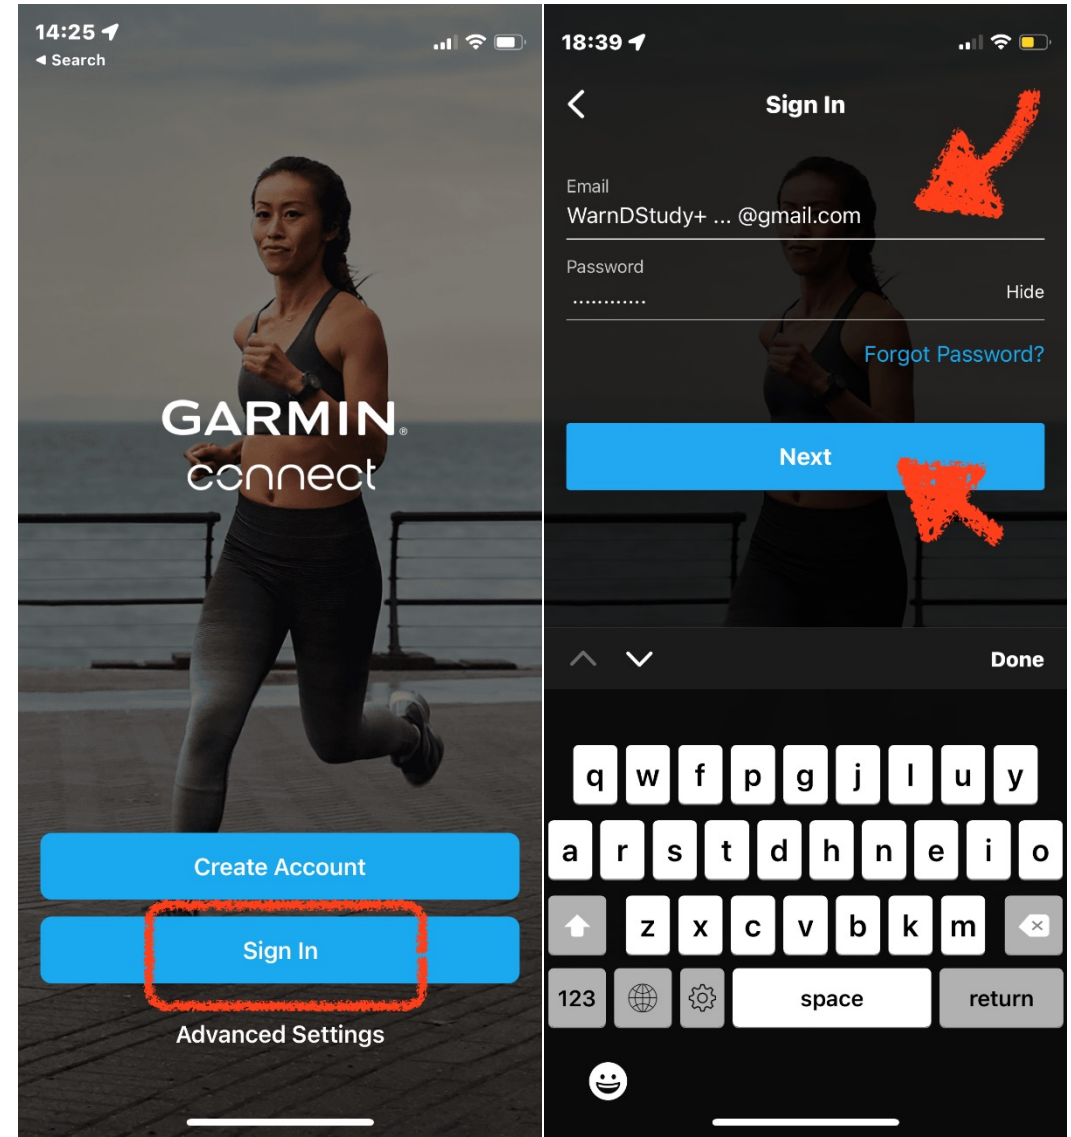 14:25
◀ Search
GARMIN®
connect
Create Account
Sign In
Advanced Settings
18:39
Sign In
Email
WarnDStudy+ ... @gmail.com
Password
............
Hide
Forgot Password?
Next
Done
q w f p g j l u y
a r s t d h n e i o
z x c v b k m
123 space return